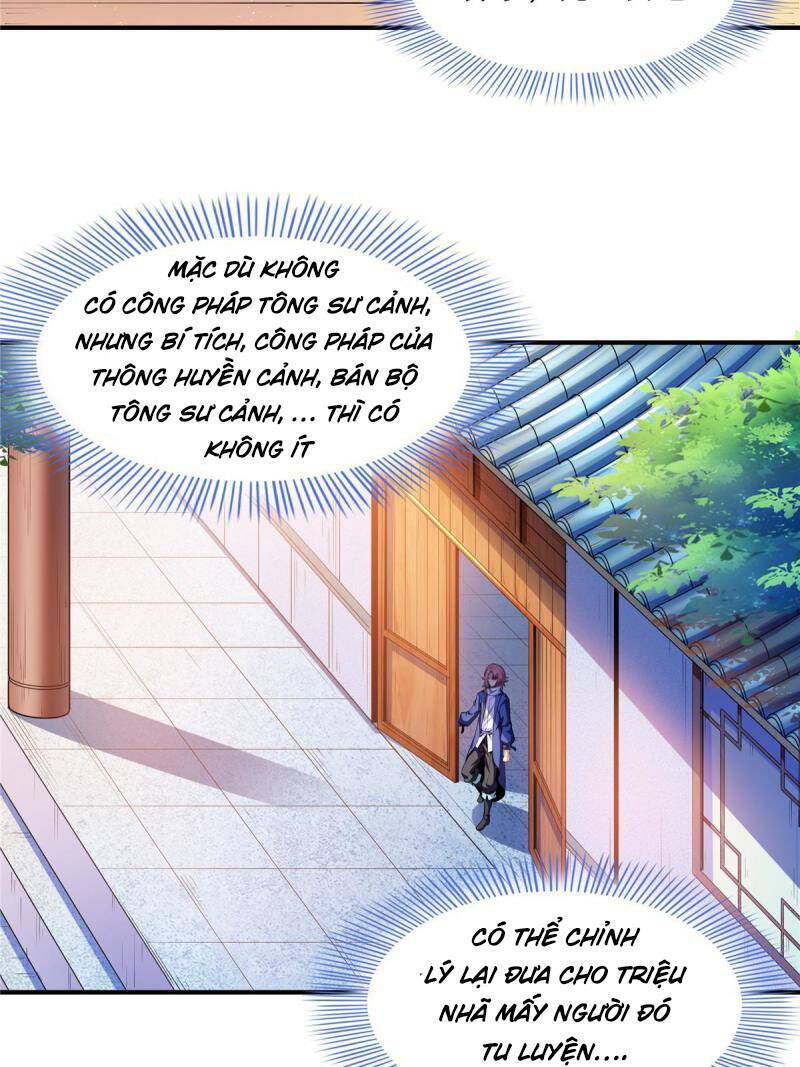 MẶC DÙ KHÔNG
CÓ CÔNG PHÁP TÔNG SƯ CẢNH,
NHƯNG BÍ TÍCH, CÔNG PHÁP CỦA
THÔNG HUYỀN CẢNH, BÁN BỘ
TÔNG SƯ CẢNH, ... THÌ CÓ
KHÔNG ÍT
CÓ THỂ CHỈNH
LÝ LẠI ĐƯA CHO TRIỆU
NHÃ MẤY NGƯỜI ĐÓ
TU LUYỆN....